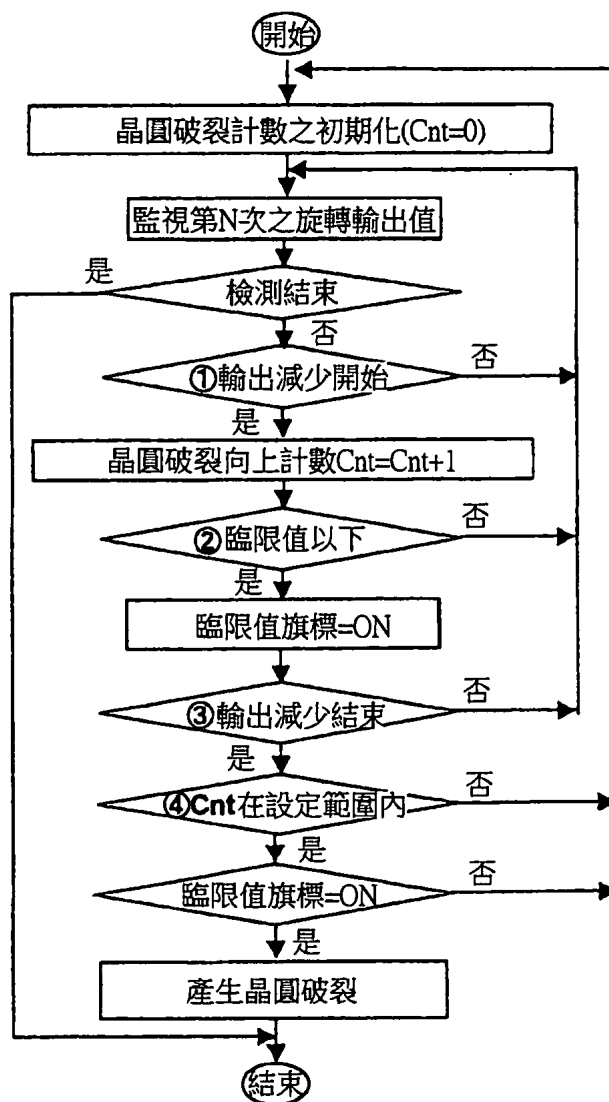 開始
晶圓破裂計數之初期化(Cnt=0)
監視第N次之旋轉輸出值
是
檢測結束
否
①輸出減少開始
否
是
晶圓破裂向上計數Cnt=Cnt+1
②臨限值以下
否
是
臨限值旗標=ON
③輸出減少結束
否
是
④Cnt在設定範圍內
否
是
臨限值旗標=ON
否
是
產生晶圓破裂
結束